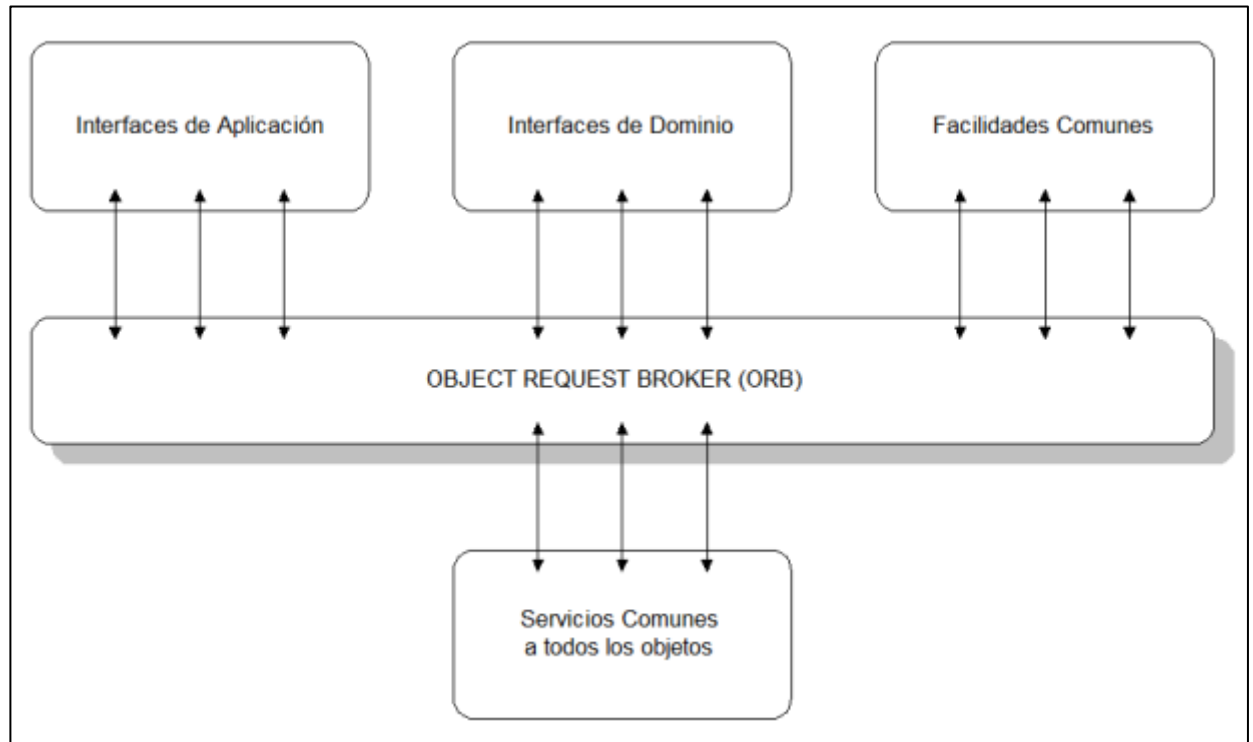 Interfaces de Aplicación
Interfaces de Dominio
Facilidades Comunes
OBJECT REQUEST BROKER (ORB)
Servicios Comunes
a todos los objetos